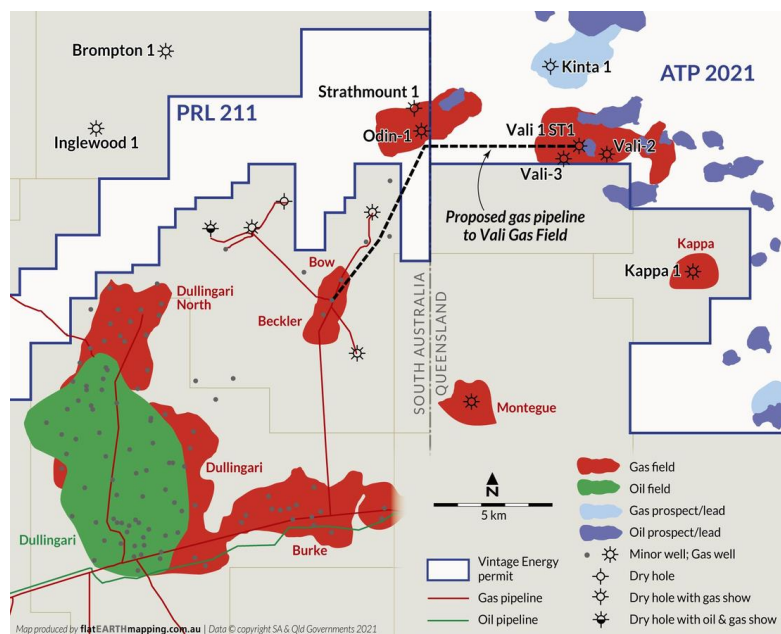 Brompton 1
Kinta 1
ATP 2021
Strathmount 1
PRL 211
Odin-1
Vali 1 ST1
Inglewood 1
Vali-2
Vali-3
Proposed gas pipeline
to Vali Gas Field
Bow
Kappa
Kappa 1
Dullingari
North
Beckler
SOUTH AUSTRALIA
QUEENSLAND
Montegue
Dullingari
N
5 km
Dullingari
Burke
Gas field
Oil field
Gas prospect/lead
Oil prospect/lead
Minor well; Gas well
Dry hole
Dry hole with gas show
Dry hole with oil & gas show
Vintage Energy
permit
Gas pipeline
Oil pipeline
Map produced by flatEARTHmapping.com.au | Data © copyright SA & Qld Governments 2021